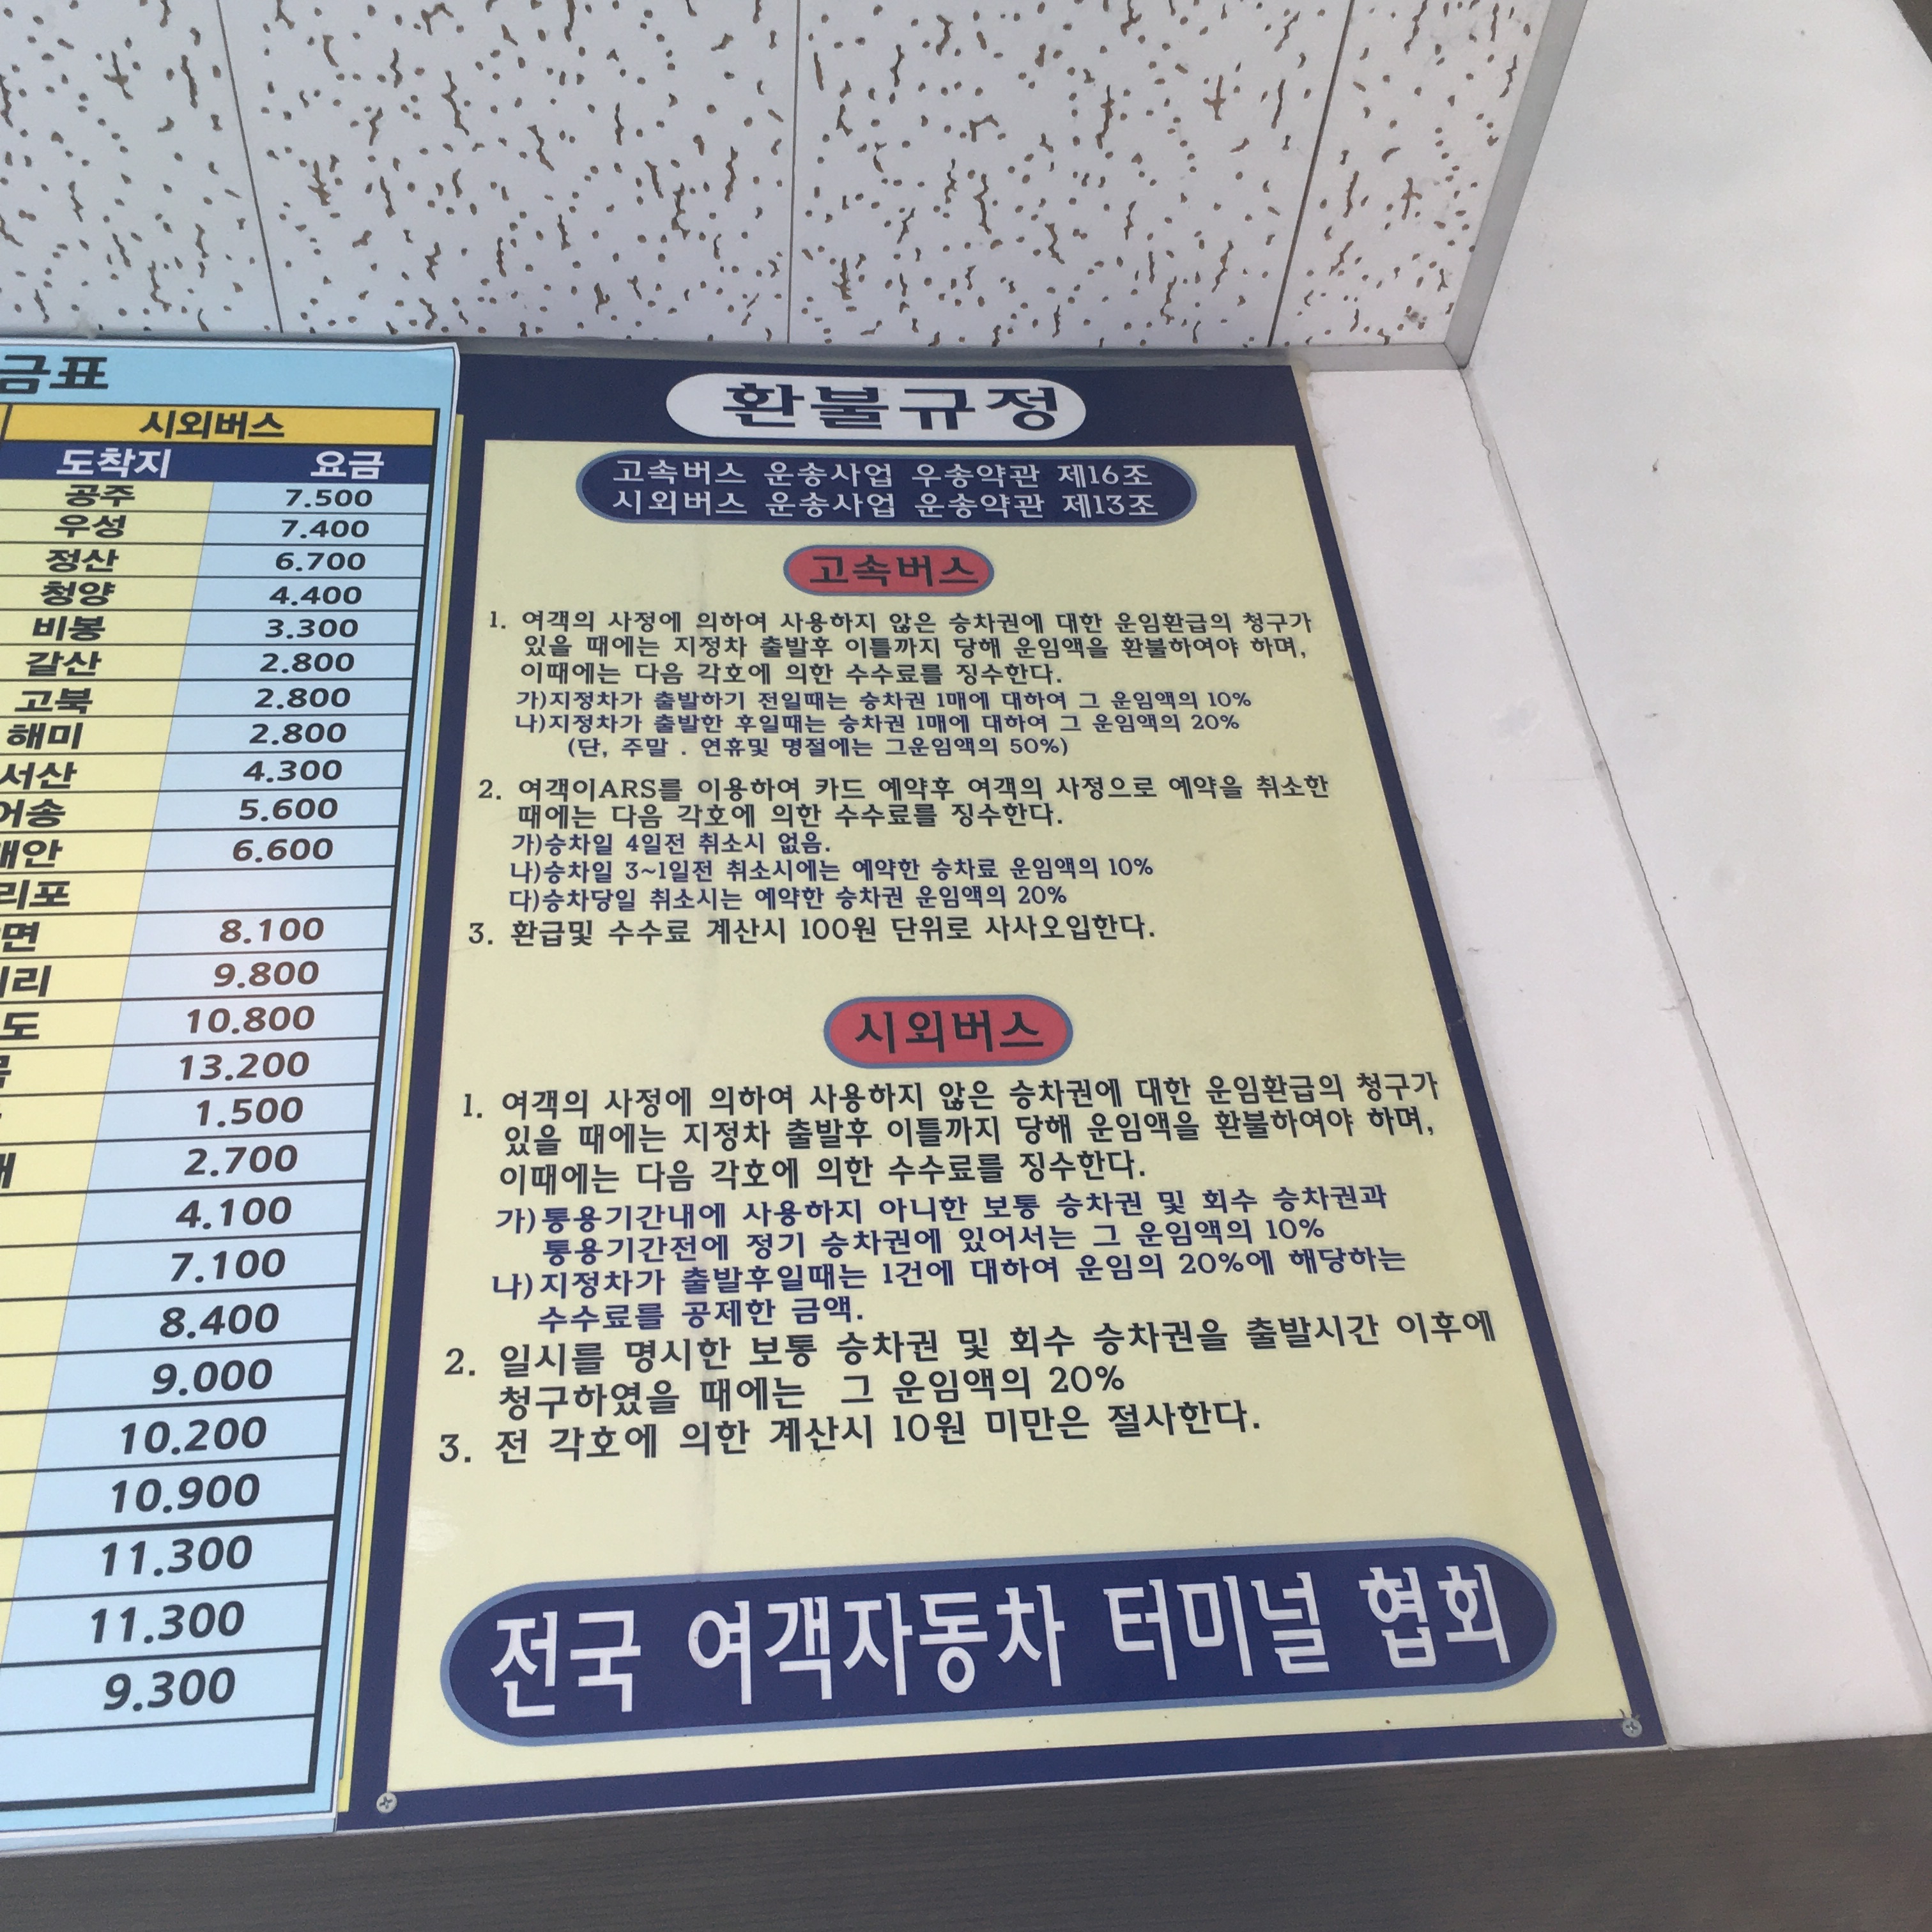 금표
시외버스
도착지 요금
공주 7.500
우성 7.400
정산 6.700
청양 4.400
비봉 3.300
갈산 2.800
고북 2.800
해미 2.800
서산 4.300
어송 5.600
태안 6.600
리포
면 8.100
리 9.800
도 10.800
13.200
1.500
2.700
4.100
7.100
8.400
9.000
10.200
10.900
11.300
11.300
9.300
환불규정
고속버스 운송사업 우송약관 제16조
시외버스 운송사업 운송약관 제13조
고속버스
1. 여객의 사정에 의하여 사용하지 않은 승차권에 대한 운임환급의 청구가
있을 때에는 지정차 출발후 이틀까지 당해 운임액을 환불하여야 하며,
이때에는 다음 각호에 의한 수수료를 징수한다.
가)지정차가 출발하기 전일때는 승차권 1매에 대하여 그 운임액의 10%
나)지정차가 출발한 후일때는 승차권 1매에 대하여 그 운임액의 20%
(단, 주말 . 연휴및 명절에는 그운임액의 50%)
2. 여객이ARS를 이용하여 카드 예약후 여객의 사정으로 예약을 취소한
때에는 다음 각호에 의한 수수료를 징수한다.
가)승차일 4일전 취소시 없음.
나)승차일 3~1일전 취소시에는 예약한 승차료 운임액의 10%
다)승차당일 취소시는 예약한 승차권 운임액의 20%
3. 환급및 수수료 계산시 100원 단위로 사사오입한다.
시외버스
1. 여객의 사정에 의하여 사용하지 않은 승차권에 대한 운임환급의 청구가
있을 때에는 지정차 출발후 이틀까지 당해 운임액을 환불하여야 하며,
이때에는 다음 각호에 의한 수수료를 징수한다.
가)통용기간내에 사용하지 아니한 보통 승차권 및 회수 승차권과
통용기간전에 정기 승차권에 있어서는 그 운임액의 10%
나)지정차가 출발후일때는 1건에 대하여 운임의 20%에 해당하는
수수료를 공제한 금액.
2. 일시를 명시한 보통 승차권 및 회수 승차권을 출발시간 이후에
청구하였을 때에는 그 운임액의 20%
3. 전 각호에 의한 계산시 10원 미만은 절사한다.
전국 여객자동차 터미널 협회